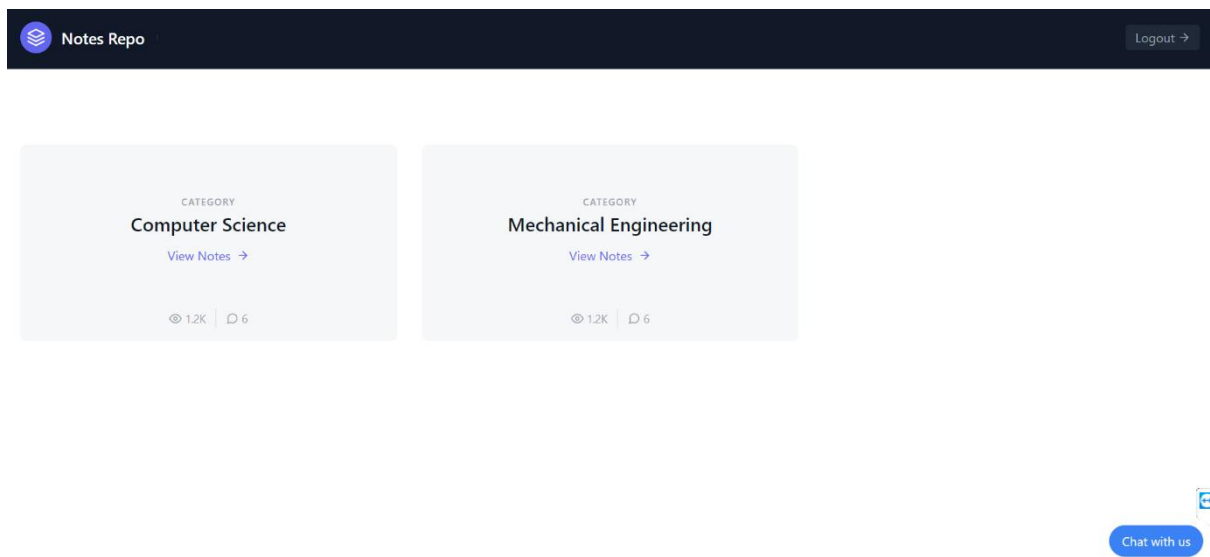 Notes Repo
Logout →
CATEGORY
Computer Science
View Notes →
1.2K 6
CATEGORY
Mechanical Engineering
View Notes →
1.2K 6
Chat with us